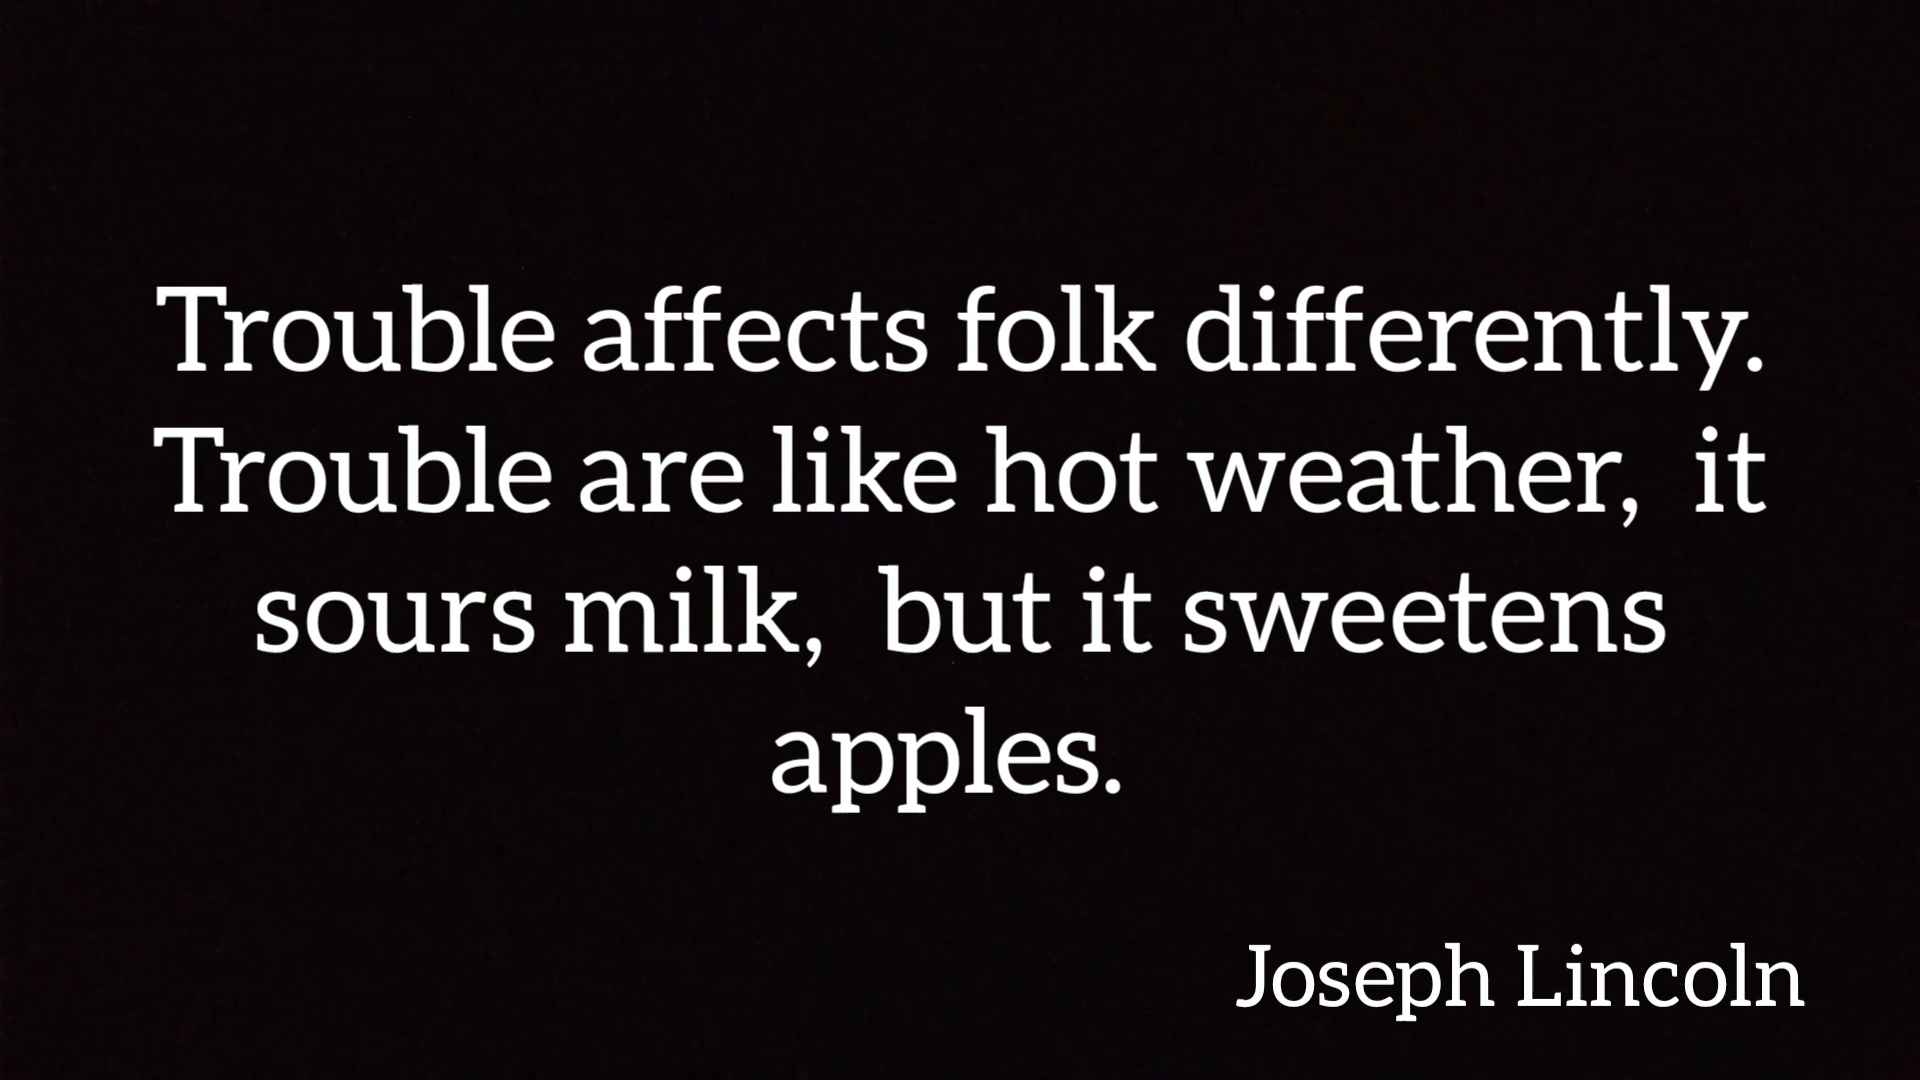 Trouble affects folk differently.
Trouble are like hot weather,  it
sours milk,  but it sweetens
apples.
Joseph Lincoln